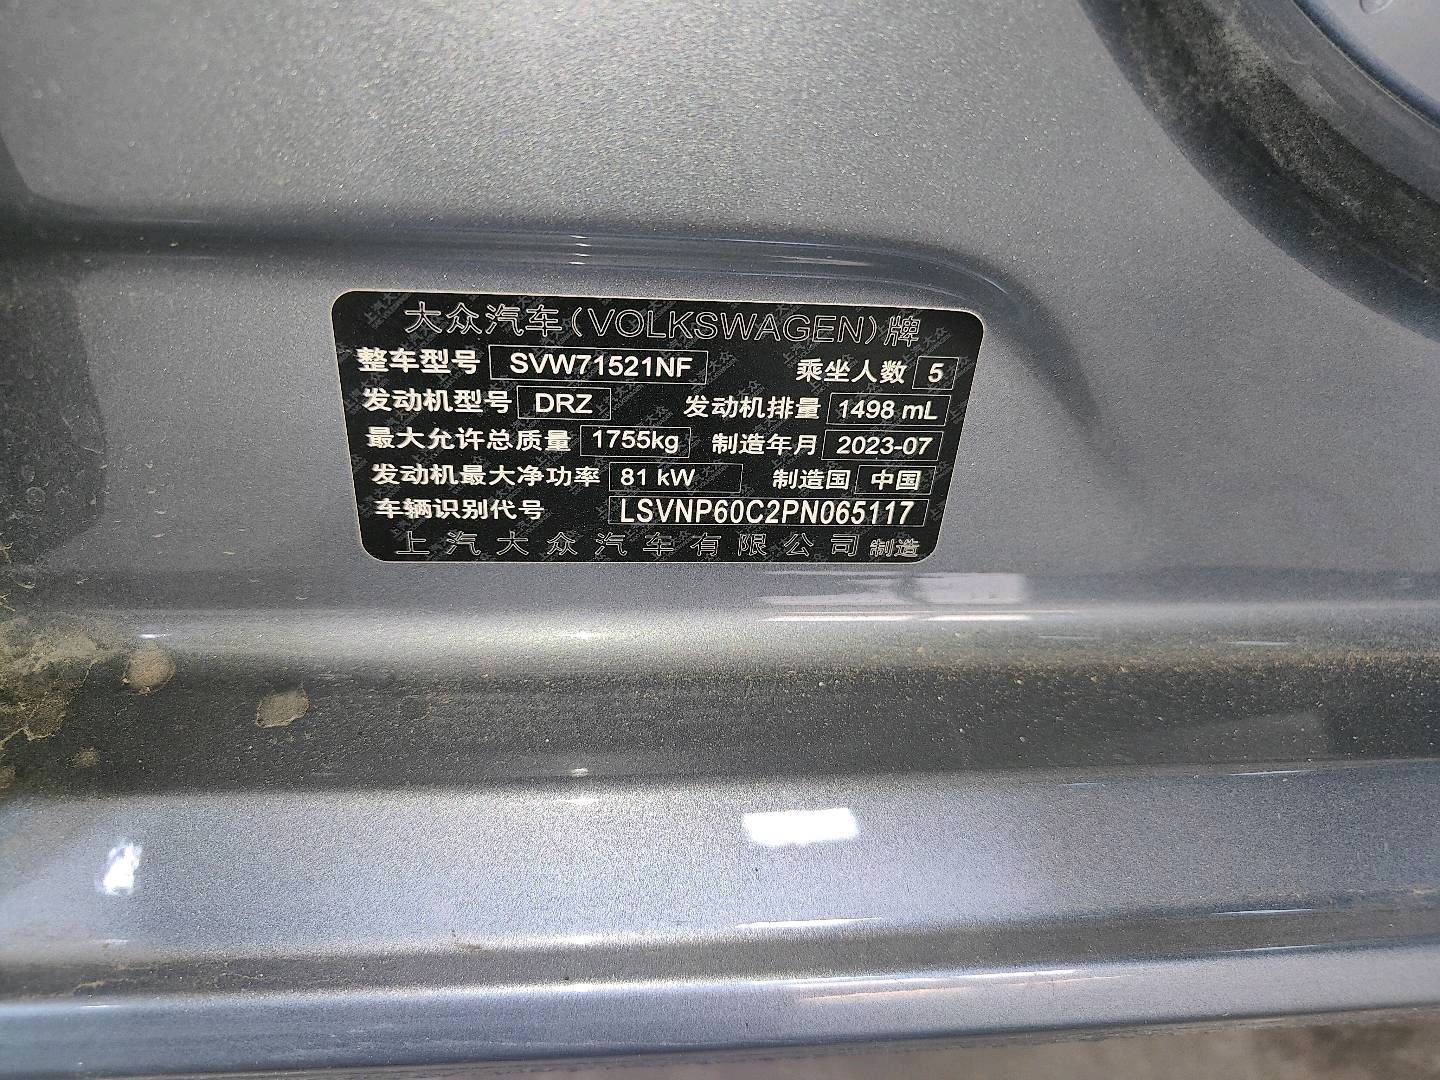 大众汽车(VOLKSWAGEN)牌
整车型号 SVW71521NF 乘坐人数 5
发动机型号 DRZ 发动机排量 1498 mL
最大允许总质量 1755kg 制造年月 2023-07
发动机最大净功率 81 kW 制造国 中国
车辆识别代号 LSVNP60C2PN065117
上汽大众汽车有限公司 制造